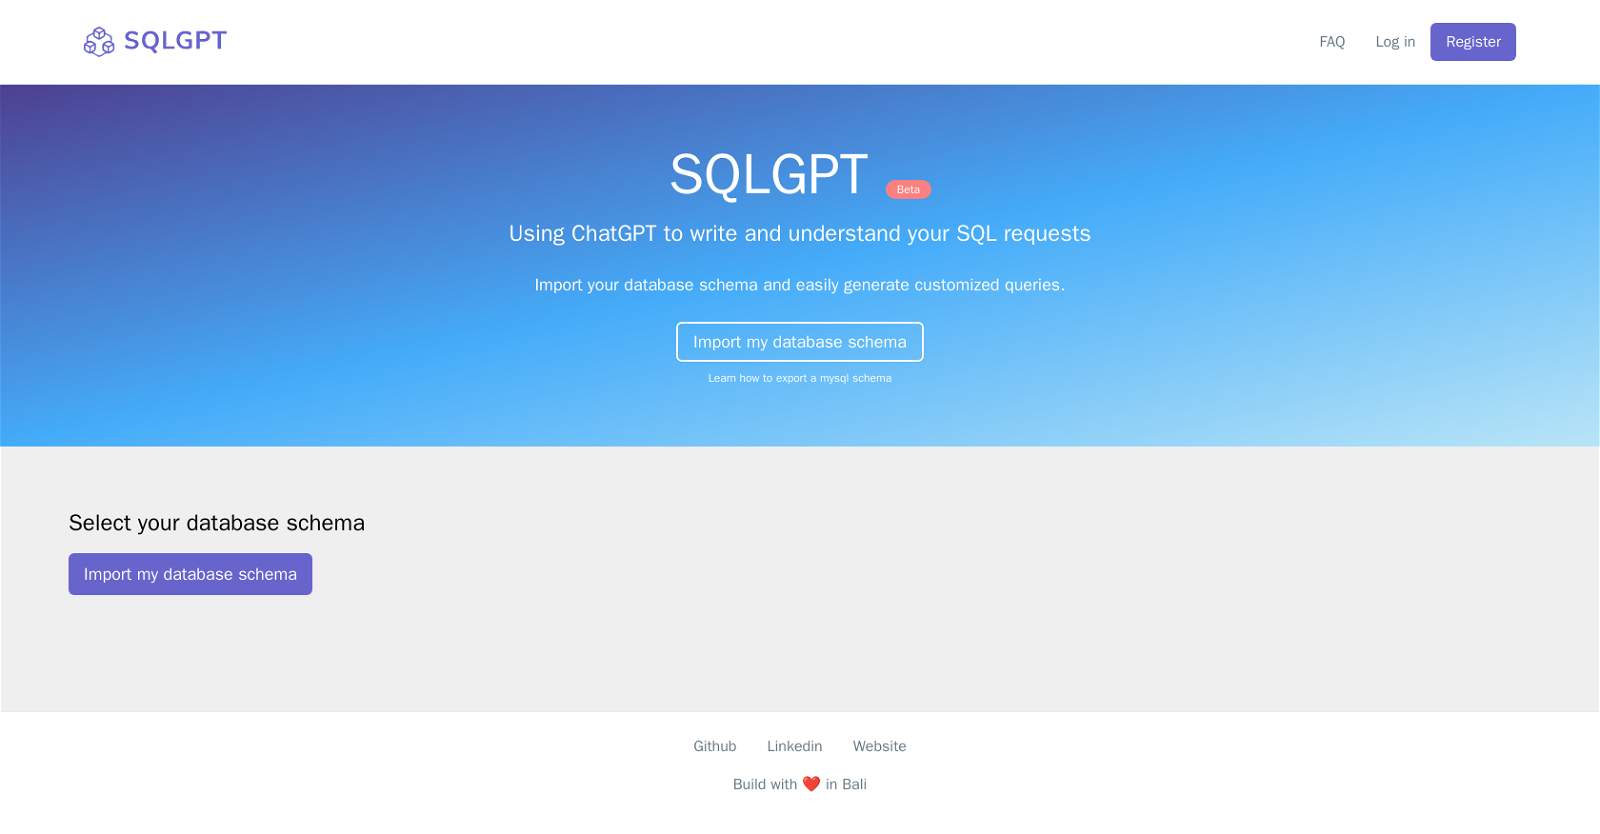 SQLGPT
FAQ
Log in
Register
SQLGPT Beta
Using ChatGPT to write and understand your SQL requests
Import your database schema and easily generate customized queries.
Import my database schema
Learn how to export a mysql schema
Select your database schema
Import my database schema
Github Linkedin Website
Build with ❤️ in Bali